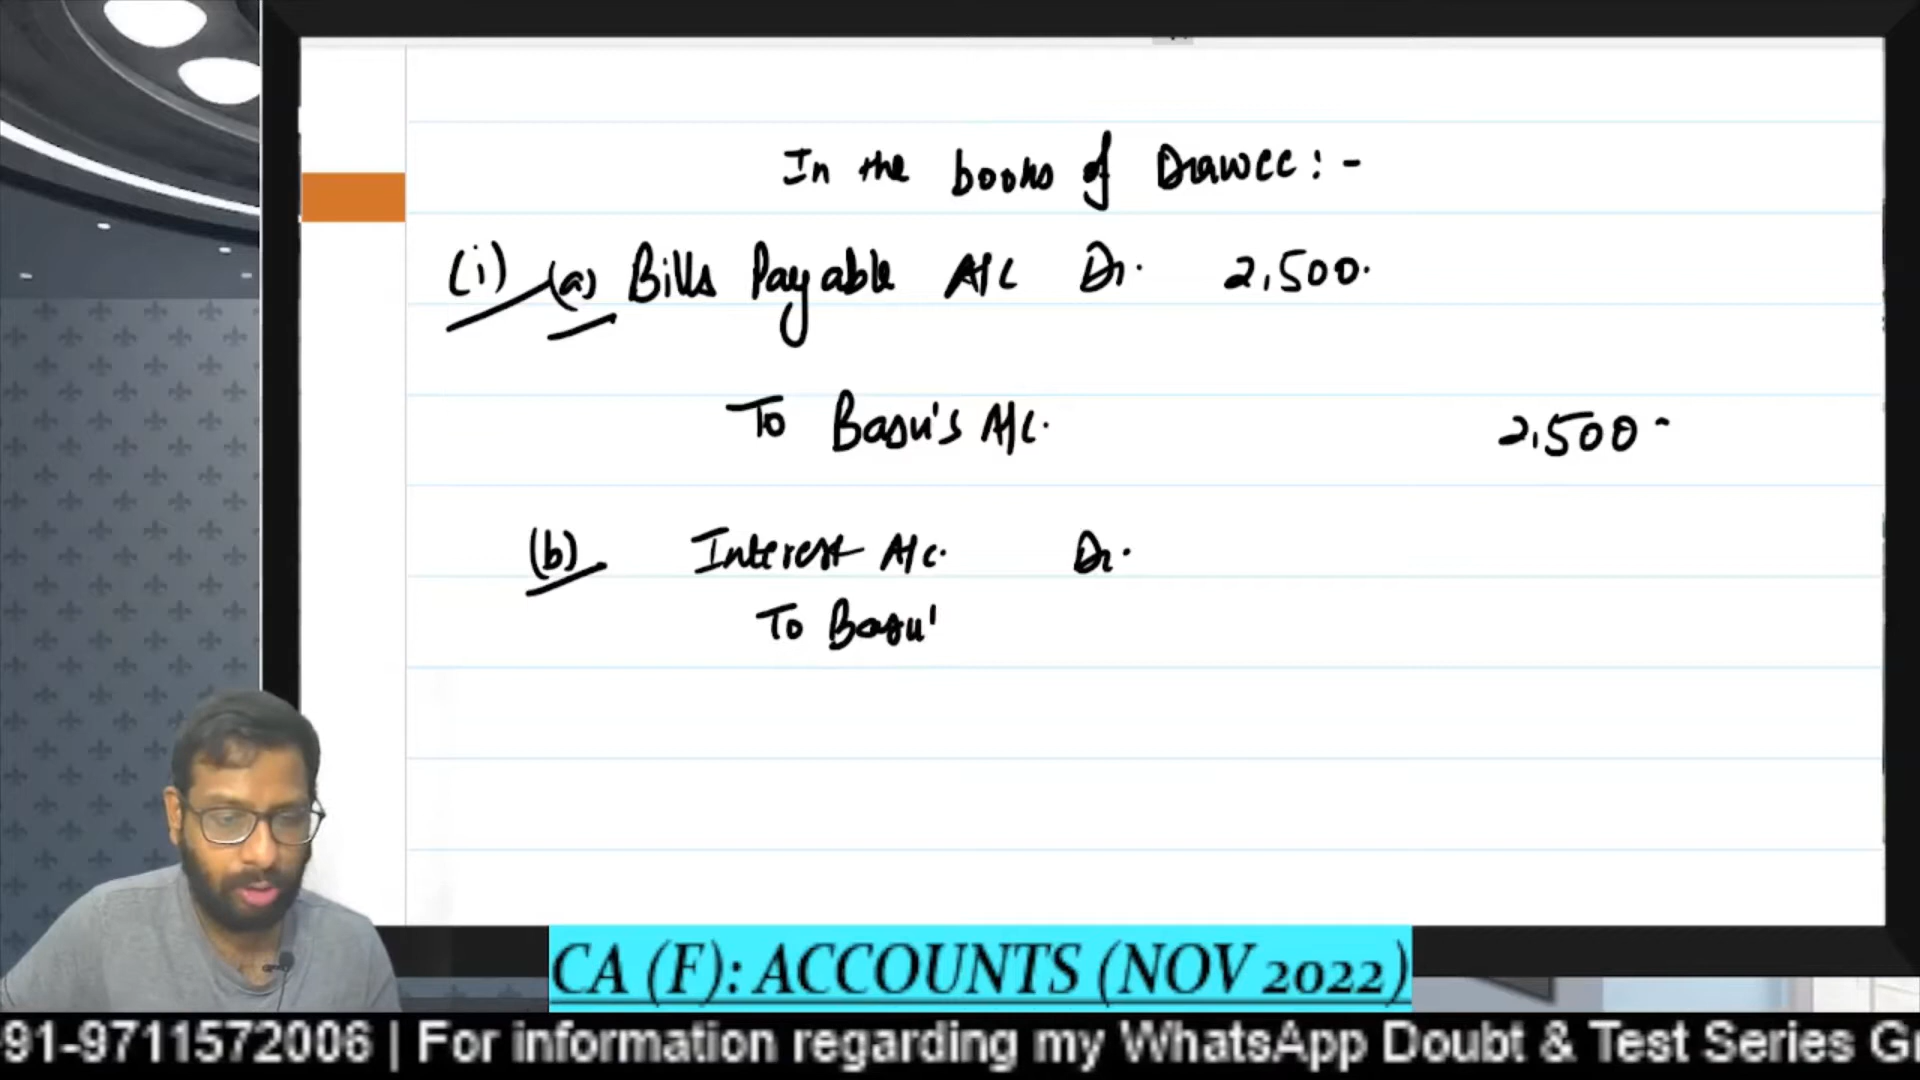 In the books of Drawee:-
(i) (a) Bills Payable A/c Dr. 2,500.
To Basu's A/c. 2,500 -
(b) Interest A/c. Dr.
To Basu'
CA (F): ACCOUNTS (NOV 2022)
91-9711572006 | For information regarding my WhatsApp Doubt & Test Series Gr